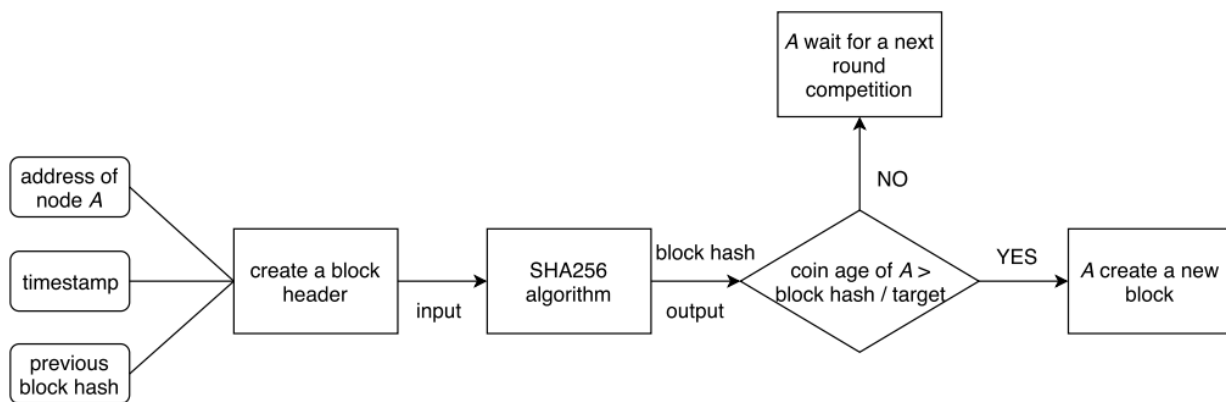 A wait for a next
round
competition
address of
node A
NO
timestamp
create a block
header
input
SHA256
algorithm
block hash
output
coin age of A >
block hash / target
YES
A create a new
block
previous
block hash